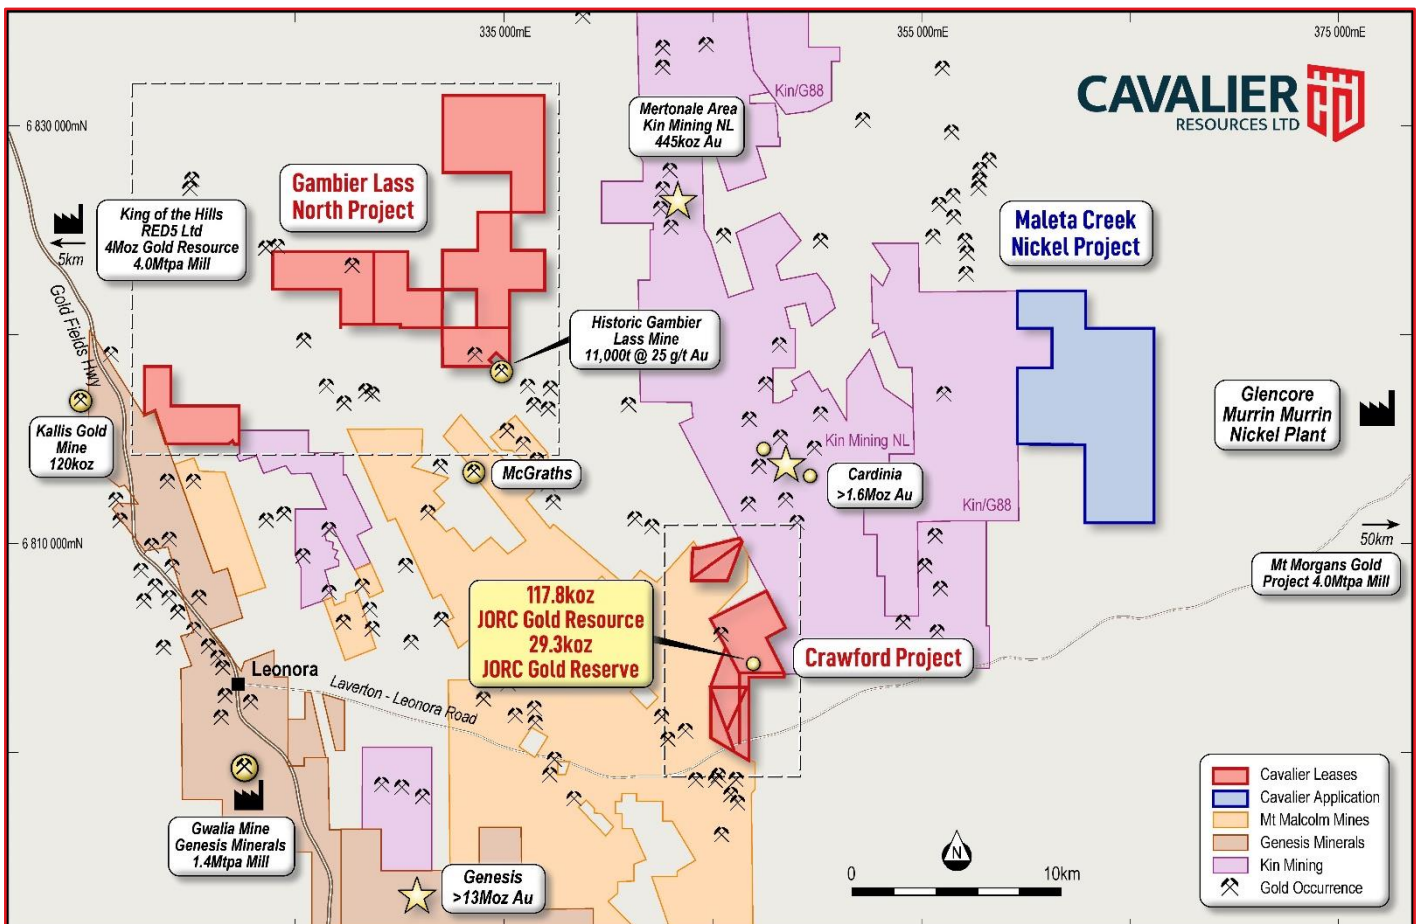 335 000mE
355 000mE
375 000mE
6 830 000mN
6 810 000mN
CAVALIER
RESOURCES LTD
Kin/G88
Mertonale Area
Kin Mining NL
445koz Au
Gambier Lass
North Project
King of the Hills
RED5 Ltd
4Moz Gold Resource
4.0Mtpa Mill
5km
Gold Fields Hwy
Maleta Creek
Nickel Project
Historic Gambier
Lass Mine
11,000t @ 25 g/t Au
Kallis Gold
Mine
120koz
Glencore
Murrin Murrin
Nickel Plant
McGraths
Kin Mining NL
Cardinia
>1.6Moz Au
Kin/G88
50km
Mt Morgans Gold
Project 4.0Mtpa Mill
117.8koz
JORC Gold Resource
29.3koz
JORC Gold Reserve
Crawford Project
Leonora
Laverton - Leonora Road
Gwalia Mine
Genesis Minerals
1.4Mtpa Mill
Genesis
>13Moz Au
N
0
10km
Cavalier Leases
Cavalier Application
Mt Malcolm Mines
Genesis Minerals
Kin Mining
Gold Occurrence